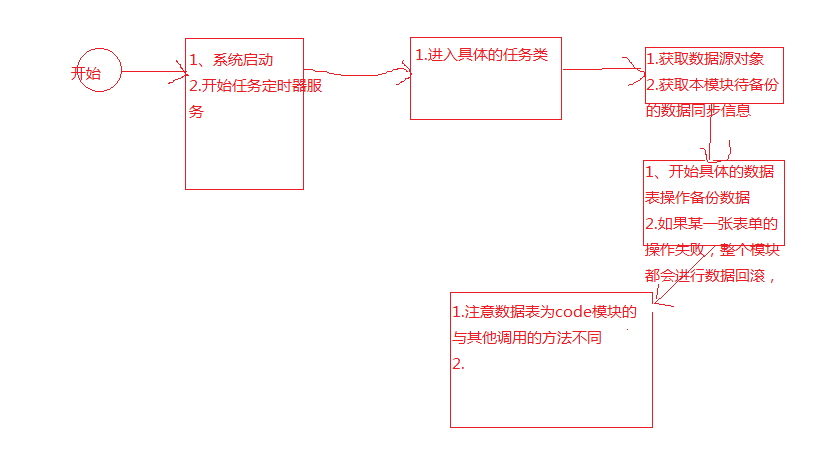 开始
1、系统启动
2.开始任务定时器服
务
1.进入具体的任务类
1.获取数据源对象
2.获取本模块待备份
的数据同步信息
1、开始具体的数据
表操作备份数据
2.如果某一张表单的
操作失败，整个模块
都会进行数据回滚，
1.注意数据表为code模块的
与其他调用的方法不同
2.